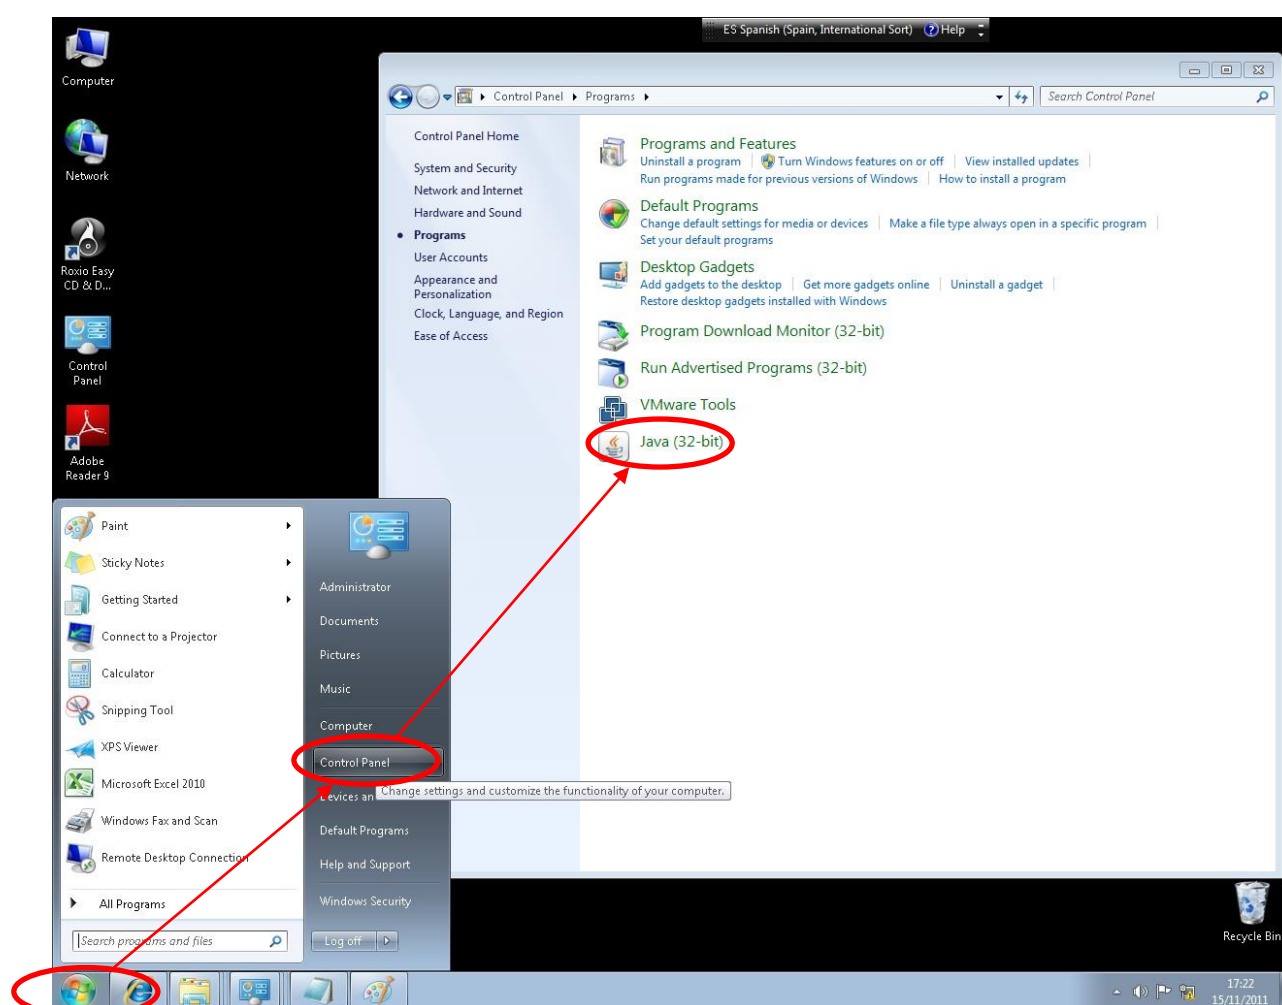 ES Spanish (Spain, International Sort) Help
Computer
Network
Roxio Easy
CD & D...
Control
Panel
Adobe
Reader 9
Control Panel Programs
Search Control Panel
Control Panel Home
System and Security
Network and Internet
Hardware and Sound
Programs
User Accounts
Appearance and
Personalization
Clock, Language, and Region
Ease of Access
Programs and Features
Uninstall a program Turn Windows features on or off View installed updates
Run programs made for previous versions of Windows How to install a program
Default Programs
Change default settings for media or devices Make a file type always open in a specific program
Set your default programs
Desktop Gadgets
Add gadgets to the desktop Get more gadgets online Uninstall a gadget
Restore desktop gadgets installed with Windows
Program Download Monitor (32-bit)
Run Advertised Programs (32-bit)
VMware Tools
Java (32-bit)
Paint
Sticky Notes
Getting Started
Connect to a Projector
Calculator
Snipping Tool
XPS Viewer
Microsoft Excel 2010
Windows Fax and Scan
Remote Desktop Connection
All Programs
Search programs and files
Administrator
Documents
Pictures
Music
Computer
Control Panel
Devices an
Change settings and customize the functionality of your computer.
Default Programs
Help and Support
Windows Security
Log off
Recycle Bin
17:22
15/11/2011